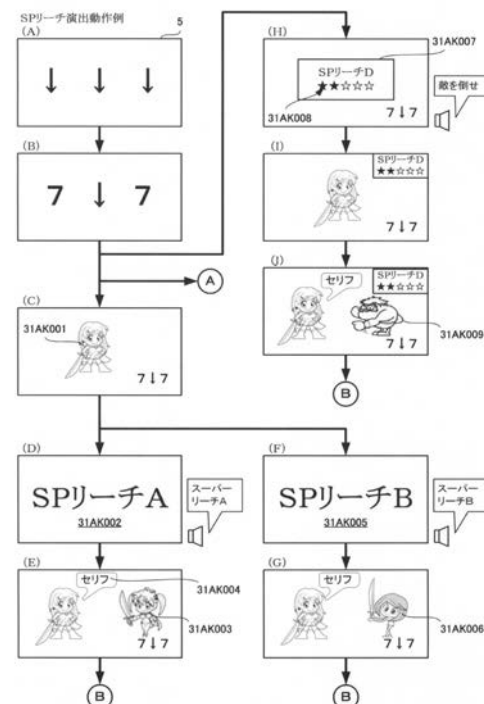 SPリーチ演出動作例
(A)
5
↓ ↓ ↓
(B)
7 ↓ 7
A
(C)
31AK001
7↓7
(D)
SPリーチA
31AK002
スーパー
リーチA
(E)
セリフ
31AK004
31AK003
7↓7
B
(F)
SPリーチB
31AK005
スーパー
リーチB
(G)
セリフ
31AK006
7↓7
B
(H)
31AK007
SPリーチD
★★☆☆☆
31AK008
7↓7
敵を倒せ
(I)
SPリーチD
★★☆☆☆
7↓7
(J)
セリフ
SPリーチD
★★☆☆☆
31AK009
7↓7
B